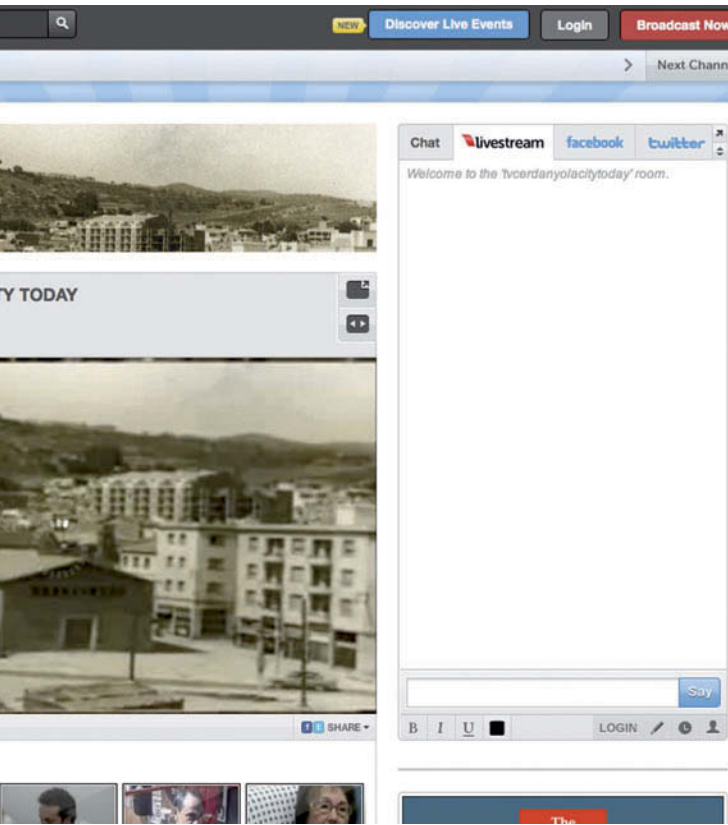 NEW Discover Live Events Login Broadcast Now
Next Chann
Chat livestream facebook twitter
Welcome to the 'tvcerdanyolacitytoday' room.
TY TODAY
Say
SHARE
B I U LOGIN
The